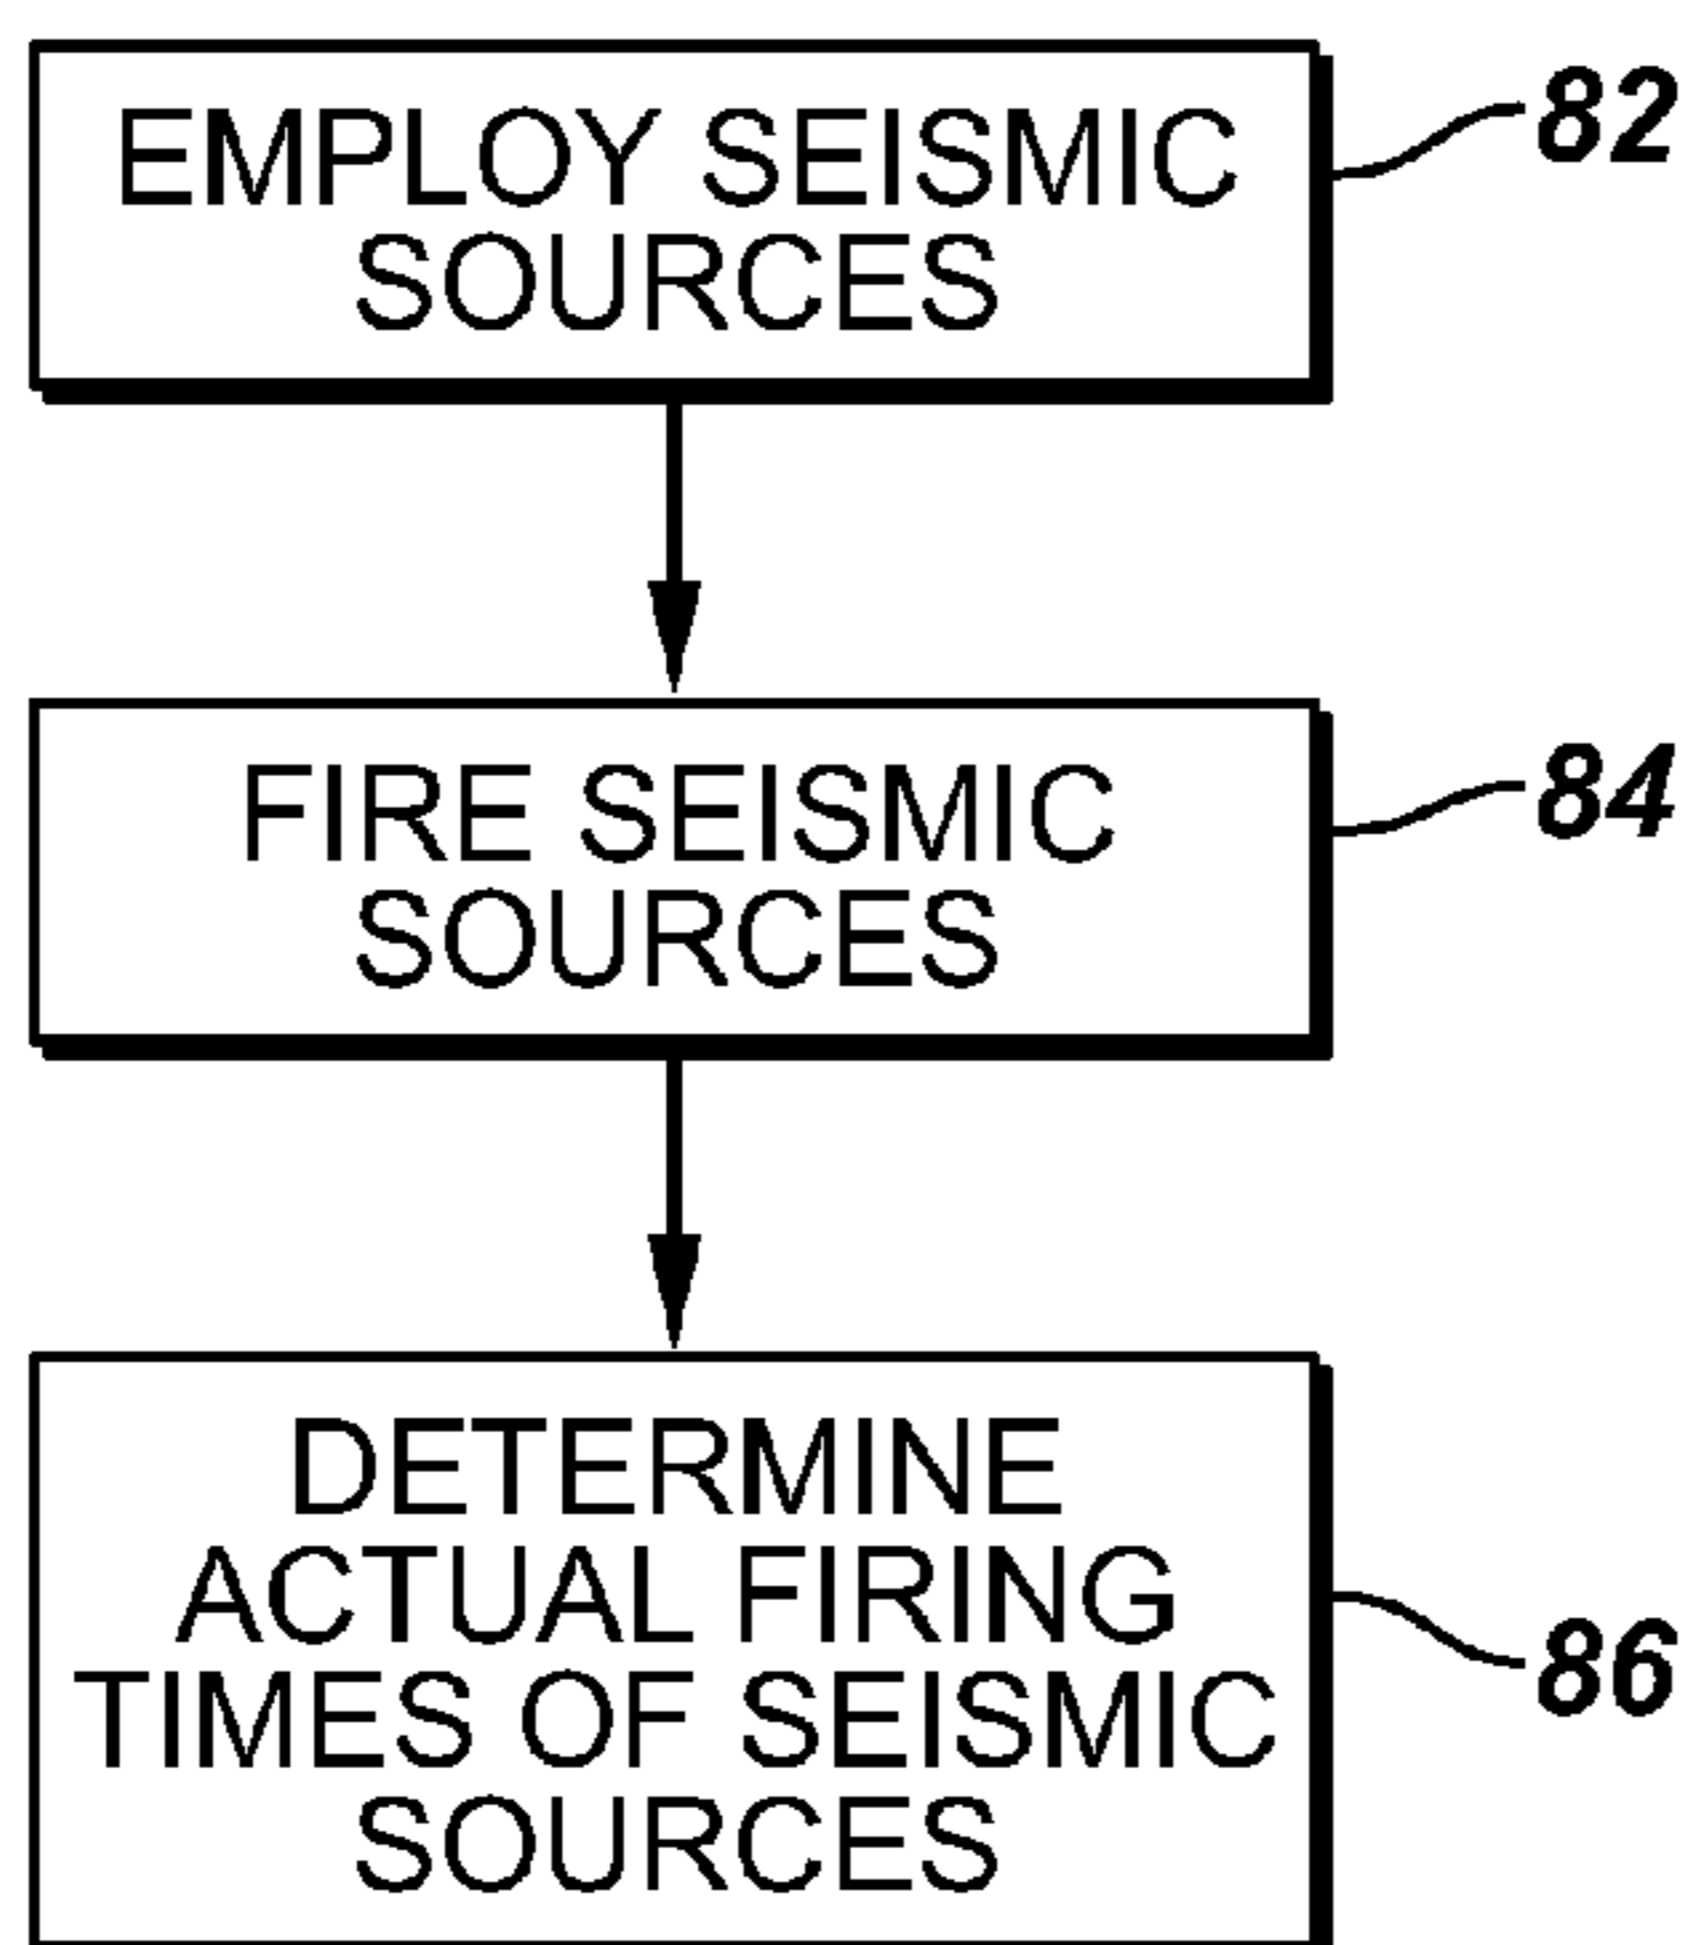 EMPLOY SEISMIC
SOURCES
82
FIRE SEISMIC
SOURCES
84
DETERMINE
ACTUAL FIRING
TIMES OF SEISMIC
SOURCES
86